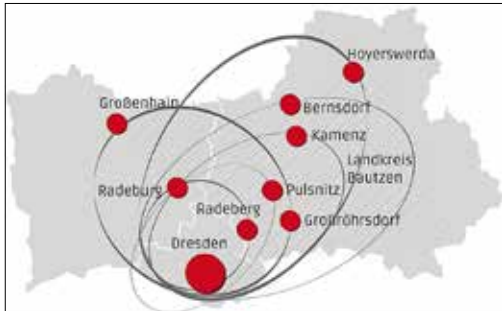 Hoyerswerda
Großenhain
Bernsdorf
Kamenz
Landkreis
Bautzen
Radeburg
Pulsnitz
Radeberg
Großröhrsdorf
Dresden